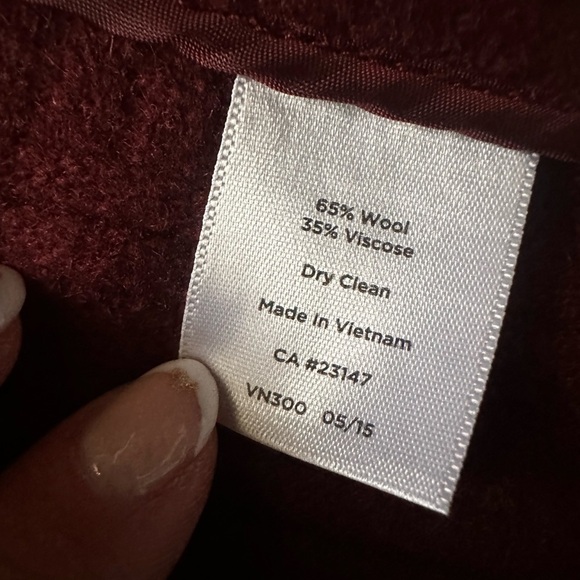 65% Wool
35% Viscose
Dry Clean
Made In Vietnam
CA #23147
VN300 05/15